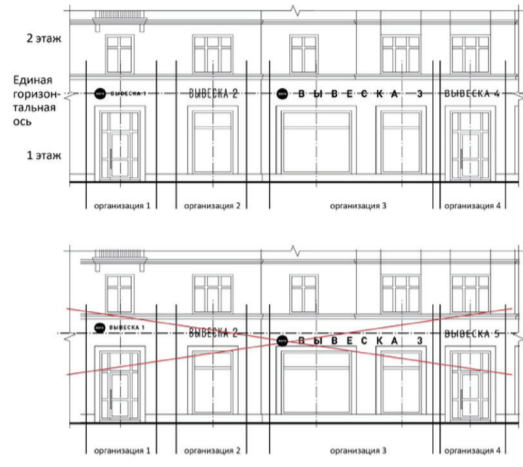 2 этаж
Единая
горизон-
тальная
ось
ВЫВЕСКА 1
ВЫВЕСКА 2
ВЫВЕСКА 3
ВЫВЕСКА 4
1 этаж
организация 1
организация 2
организация 3
организация 4
ВЫВЕСКА 1
ВЫВЕСКА 2
ВЫВЕСКА 3
ВЫВЕСКА 5
организация 1
организация 2
организация 3
организация 4